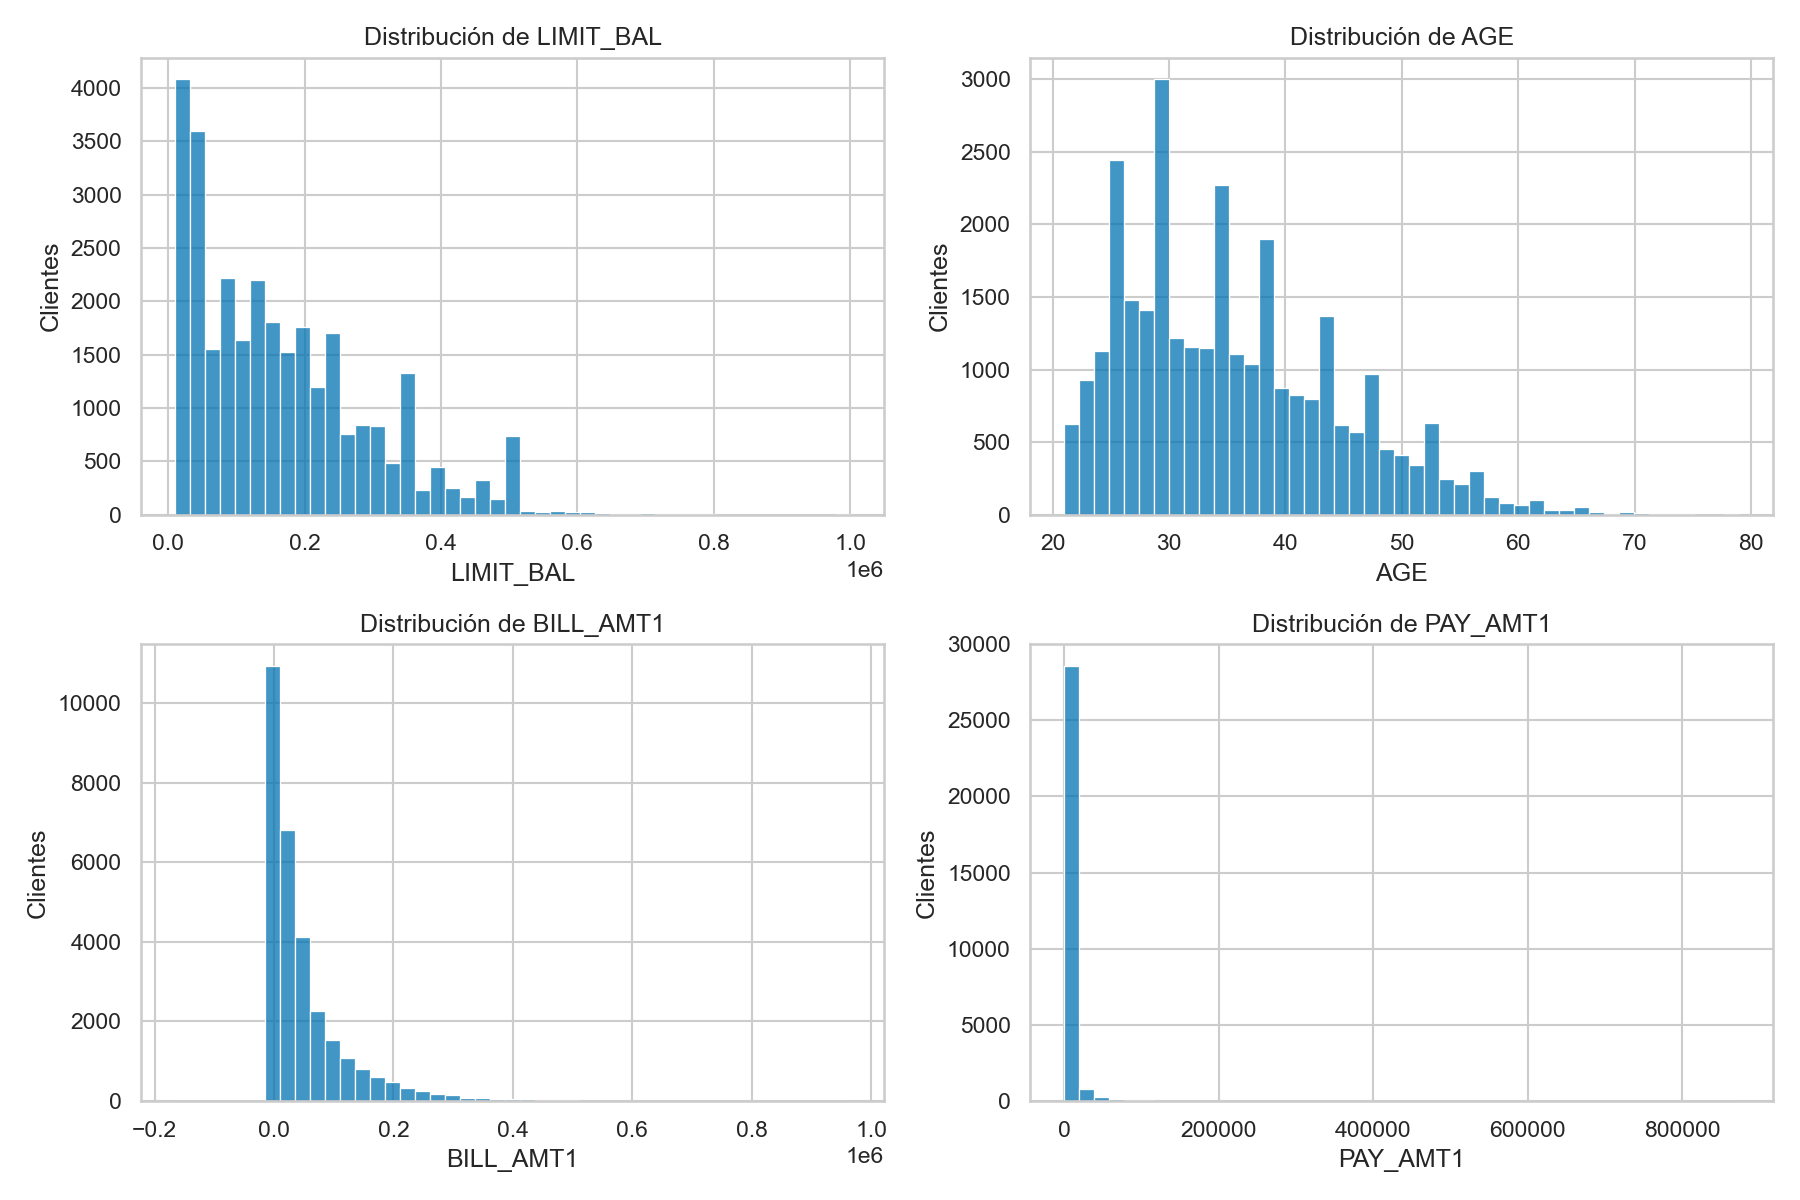 Distribución de LIMIT_BAL
Clientes
4000
3500
3000
2500
2000
1500
1000
500
0
0.0 0.2 0.4 0.6 0.8 1.0
1e6
LIMIT_BAL
Distribución de AGE
Clientes
3000
2500
2000
1500
1000
500
0
20 30 40 50 60 70 80
AGE
Distribución de BILL_AMT1
Clientes
10000
8000
6000
4000
2000
0
−0.2 0.0 0.2 0.4 0.6 0.8 1.0
1e6
BILL_AMT1
Distribución de PAY_AMT1
Clientes
30000
25000
20000
15000
10000
5000
0
0 200000 400000 600000 800000
PAY_AMT1